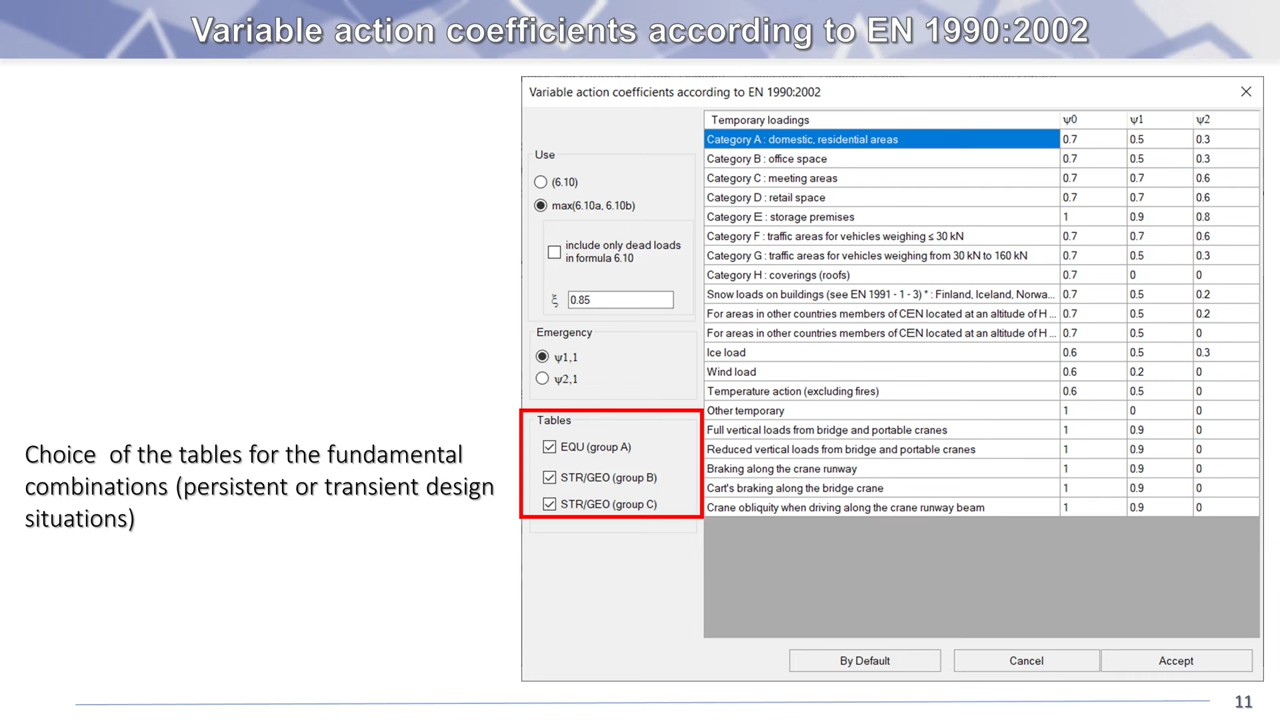 Variable action coefficients according to EN 1990:2002
Choice of the tables for the fundamental
combinations (persistent or transient design
situations)
Variable action coefficients according to EN 1990:2002
Use
(6.10)
max(6.10a, 6.10b)
include only dead loads
in formula 6.10
ξ 0.85
Emergency
ψ1,1
ψ2,1
Tables
EQU (group A)
STR/GEO (group B)
STR/GEO (group C)
Temporary loadings ψ0 ψ1 ψ2
Category A : domestic, residential areas 0.7 0.5 0.3
Category B : office space 0.7 0.5 0.3
Category C : meeting areas 0.7 0.7 0.6
Category D : retail space 0.7 0.7 0.6
Category E : storage premises 1 0.9 0.8
Category F : traffic areas for vehicles weighing ≤ 30 kN 0.7 0.7 0.6
Category G : traffic areas for vehicles weighing from 30 kN to 160 kN 0.7 0.5 0.3
Category H : coverings (roofs) 0.7 0 0
Snow loads on buildings (see EN 1991 - 1 - 3) * : Finland, Iceland, Norwa... 0.7 0.5 0.2
For areas in other countries members of CEN located at an altitude of H ... 0.7 0.5 0.2
For areas in other countries members of CEN located at an altitude of H ... 0.7 0.5 0
Ice load 0.6 0.5 0.3
Wind load 0.6 0.2 0
Temperature action (excluding fires) 0.6 0.5 0
Other temporary 1 0 0
Full vertical loads from bridge and portable cranes 1 0.9 0
Reduced vertical loads from bridge and portable cranes 1 0.9 0
Braking along the crane runway 1 0.9 0
Cart's braking along the bridge crane 1 0.9 0
Crane obliquity when driving along the crane runway beam 1 0.9 0
By Default Cancel Accept
11